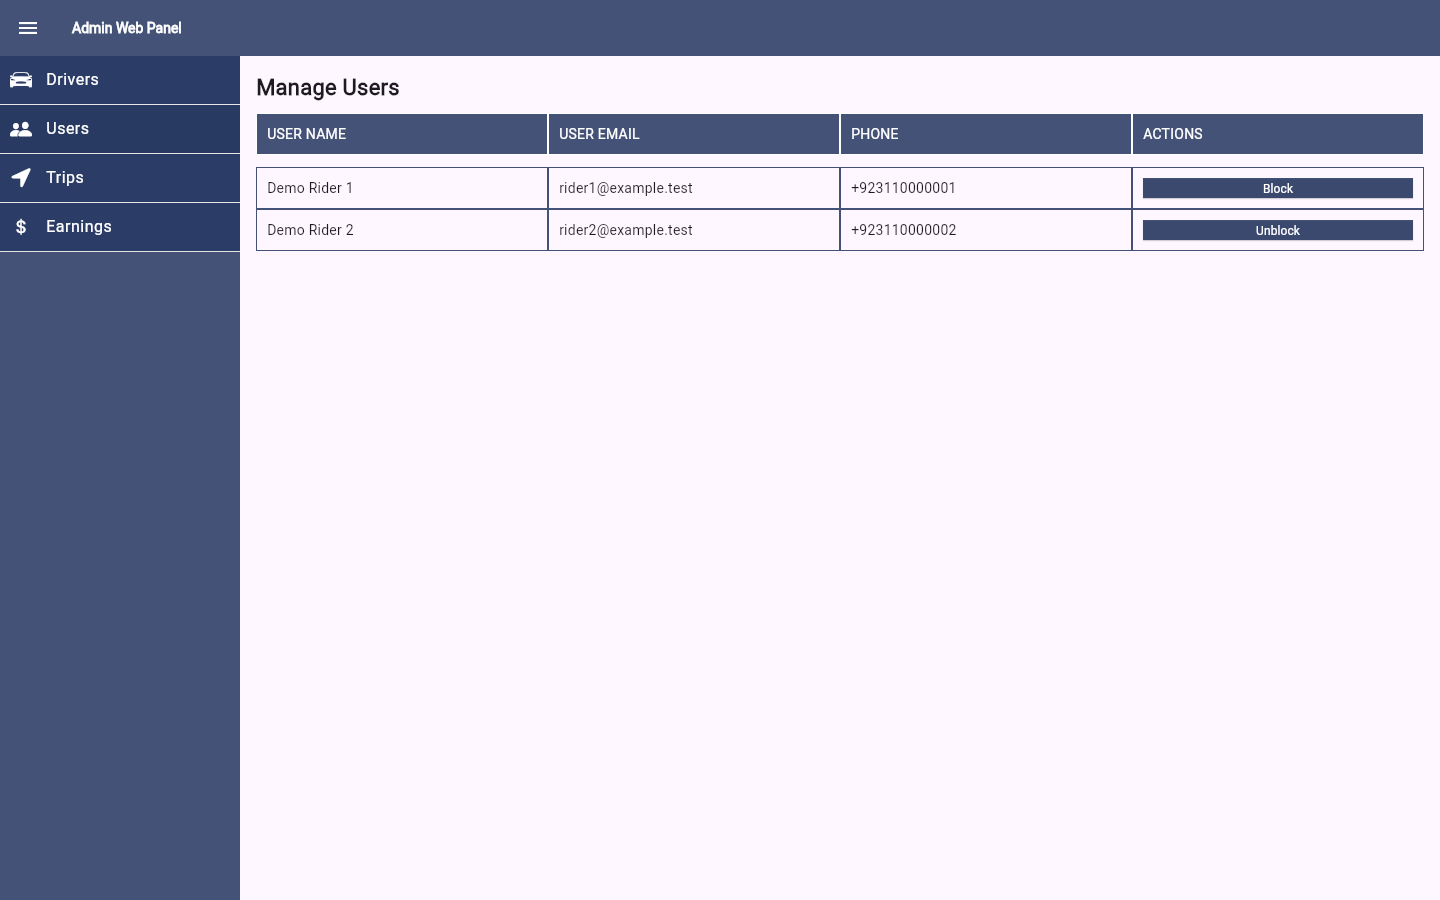 Admin Web Panel
Drivers
Users
Trips
$ Earnings
Manage Users
USER NAME USER EMAIL PHONE ACTIONS
Demo Rider 1 rider1@example.test +923110000001 Block
Demo Rider 2 rider2@example.test +923110000002 Unblock